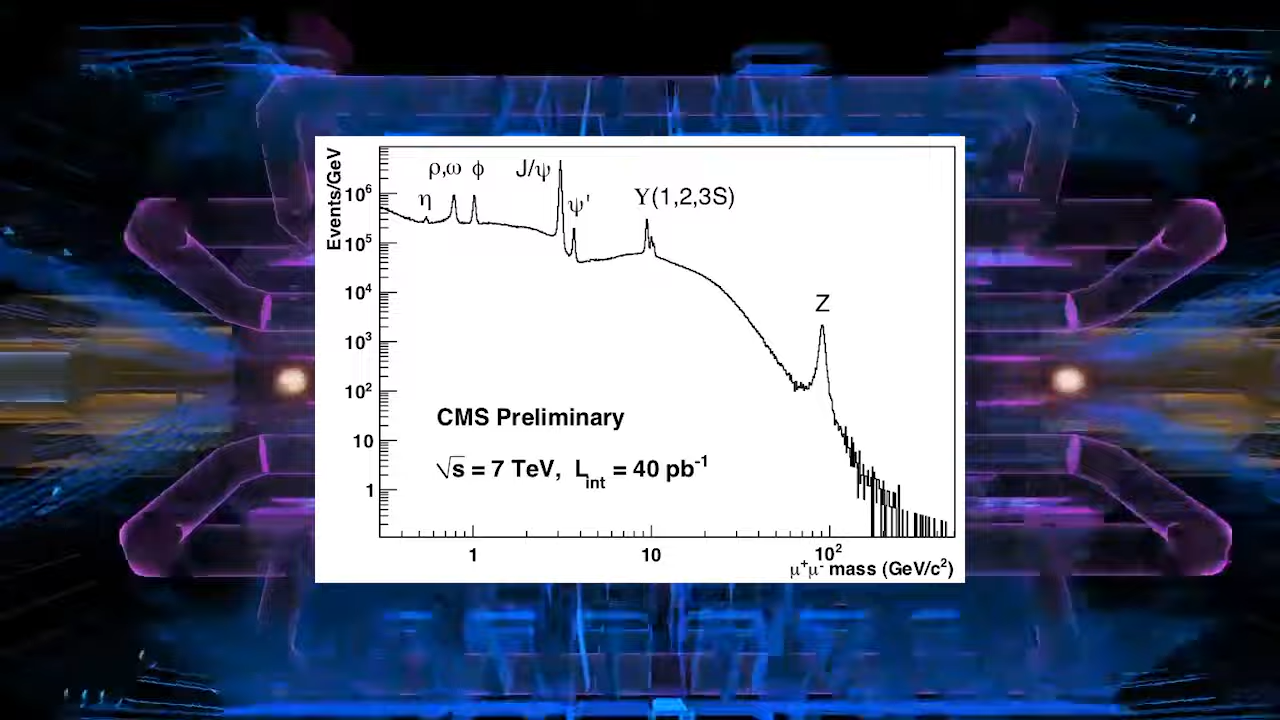 Events/GeV
10⁶
10⁵
10⁴
10³
10²
10
1
η
ρ,ω
ϕ
J/ψ
ψ'
Υ(1,2,3S)
Z
CMS Preliminary
√s = 7 TeV, L_int = 40 pb⁻¹
1
10
10²
μ⁺μ⁻ mass (GeV/c²)